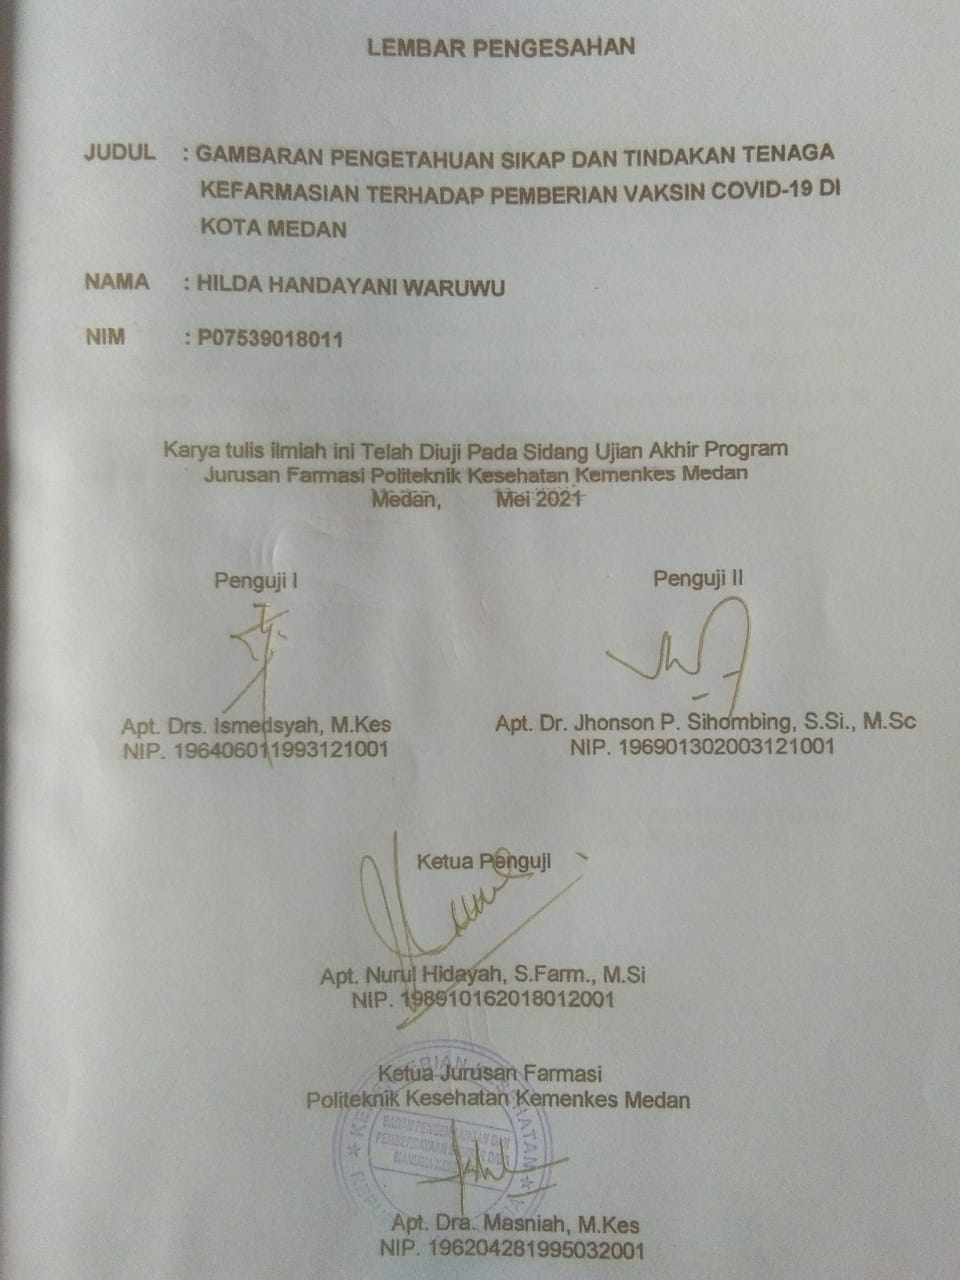 LEMBAR PENGESAHAN
JUDUL : GAMBARAN PENGETAHUAN SIKAP DAN TINDAKAN TENAGA
KEFARMASIAN TERHADAP PEMBERIAN VAKSIN COVID-19 DI
KOTA MEDAN
NAMA : HILDA HANDAYANI WARUWU
NIM : P07539018011
Karya tulis ilmiah ini Telah Diuji Pada Sidang Ujian Akhir Program
Jurusan Farmasi Politeknik Kesehatan Kemenkes Medan
Medan, Mei 2021
Penguji I
Penguji II
Apt. Drs. Ismedsyah, M.Kes
NIP. 196406011993121001
Apt. Dr. Jhonson P. Sihombing, S.Si., M.Sc
NIP. 196901302003121001
Ketua Penguji
Apt. Nurul Hidayah, S.Farm., M.Si
NIP. 198910162018012001
Ketua Jurusan Farmasi
Politeknik Kesehatan Kemenkes Medan
BADAN PENGEMBANGAN DAN
Apt. Dra. Masniah, M.Kes
NIP. 196204281995032001